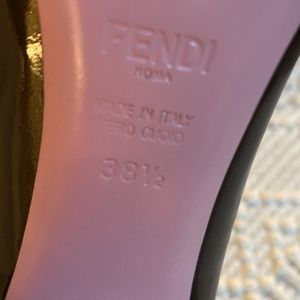 FENDI
ROMA
MADE IN ITALY
VERO CUOIO
38½